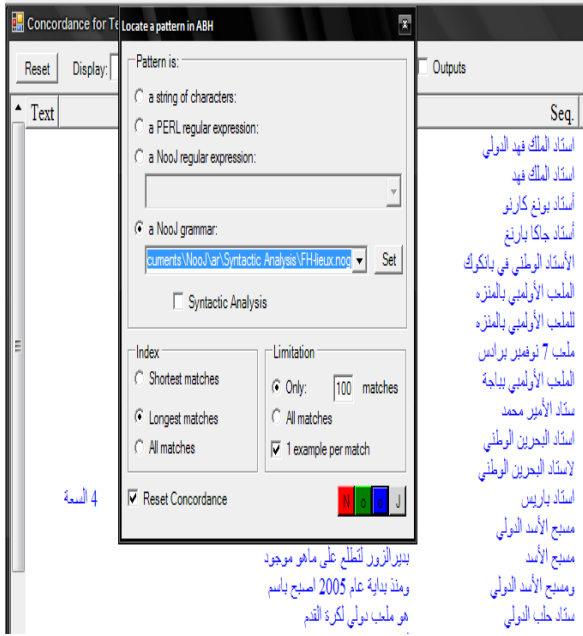 Concordance for Te
Locate a pattern in ABH
Reset
Display:
Outputs
Text
Seq.
Pattern is:
a string of characters:
a PERL regular expression:
a NooJ regular expression:
a NooJ grammar:
cuments\NooJ\ar\Syntactic Analysis\FH-lieux.nog
Set
Syntactic Analysis
Index
Shortest matches
Longest matches
All matches
Limitation
Only: 100 matches
All matches
1 example per match
Reset Concordance
N o o J
استاد الملك فهد الدولي
استاد الملك فهد
أستاد بونغ كارنو
أستاد جاكا بارنغ
الأستاد الوطني في بانكوك
الملعب الأولمبي بالمنزه
للملعب الأولمبي بالمنزه
ملعب 7 نوفمبر برادس
الملعب الأولمبي بباجة
ستاد الأمير محمد
استاد البحرين الوطني
لاستاد البحرين الوطني
استاد باريس
4 السعة
مسبح الأسد الدولي
مسبح الأسد
بديرالزور لتطلع على ماهو موجود
ومسبح الأسد الدولي
ومنذ بداية عام 2005 اصبح باسم
ستاد حلب الدولي
هو ملعب دولي لكرة القدم